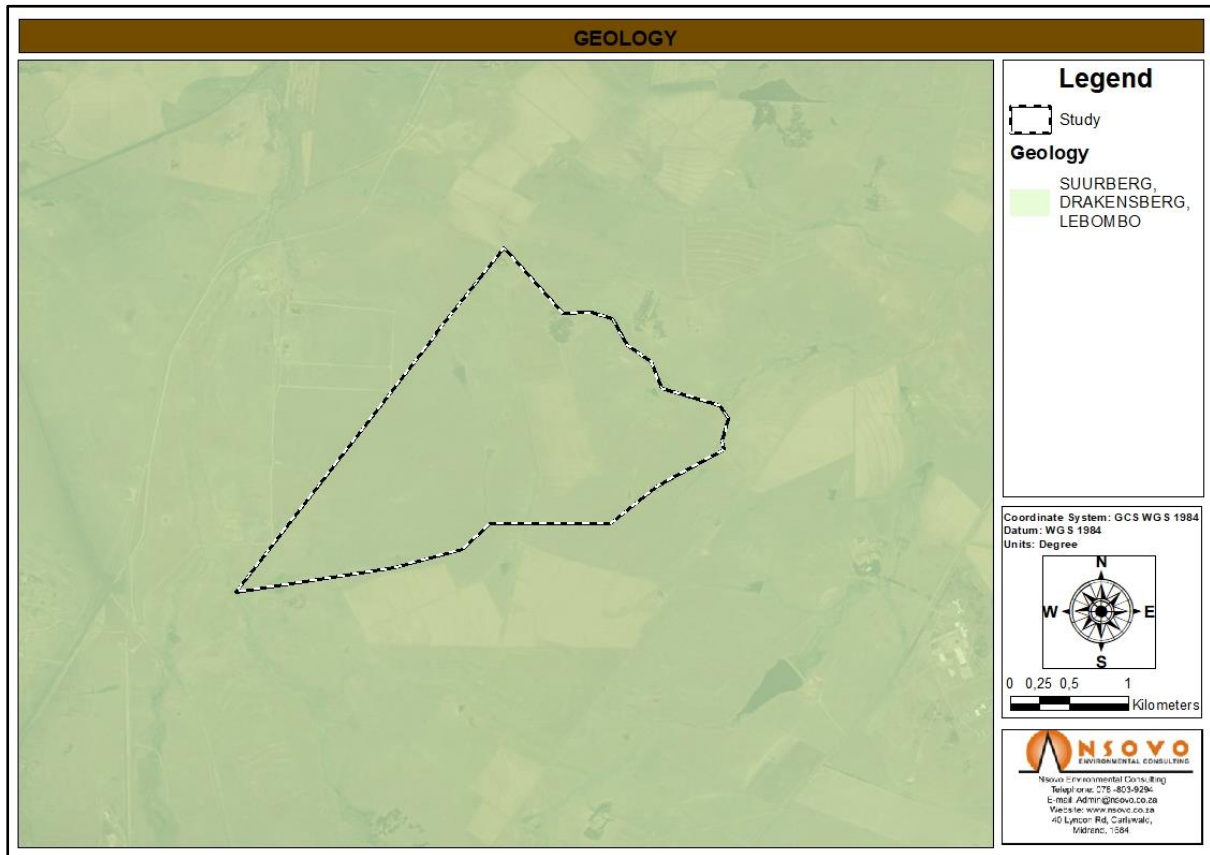 GEOLOGY
Legend
Study
Geology
SUURBERG,
DRAKENSBERG,
LEBOMBO
Coordinate System: GCS WGS 1984
Datum: WGS 1984
Units: Degree
N
W E
S
0 0,25 0,5 1
Kilometers
NSOVO
ENVIRONMENTAL CONSULTING
Nsovo Environmental Consulting
Telephone: 078 -803-9294
E-mail: Admin@nsovo.co.za
Website: www.nsovo.co.za
40 Lyncon Rd, Carlswald,
Midrand, 1684